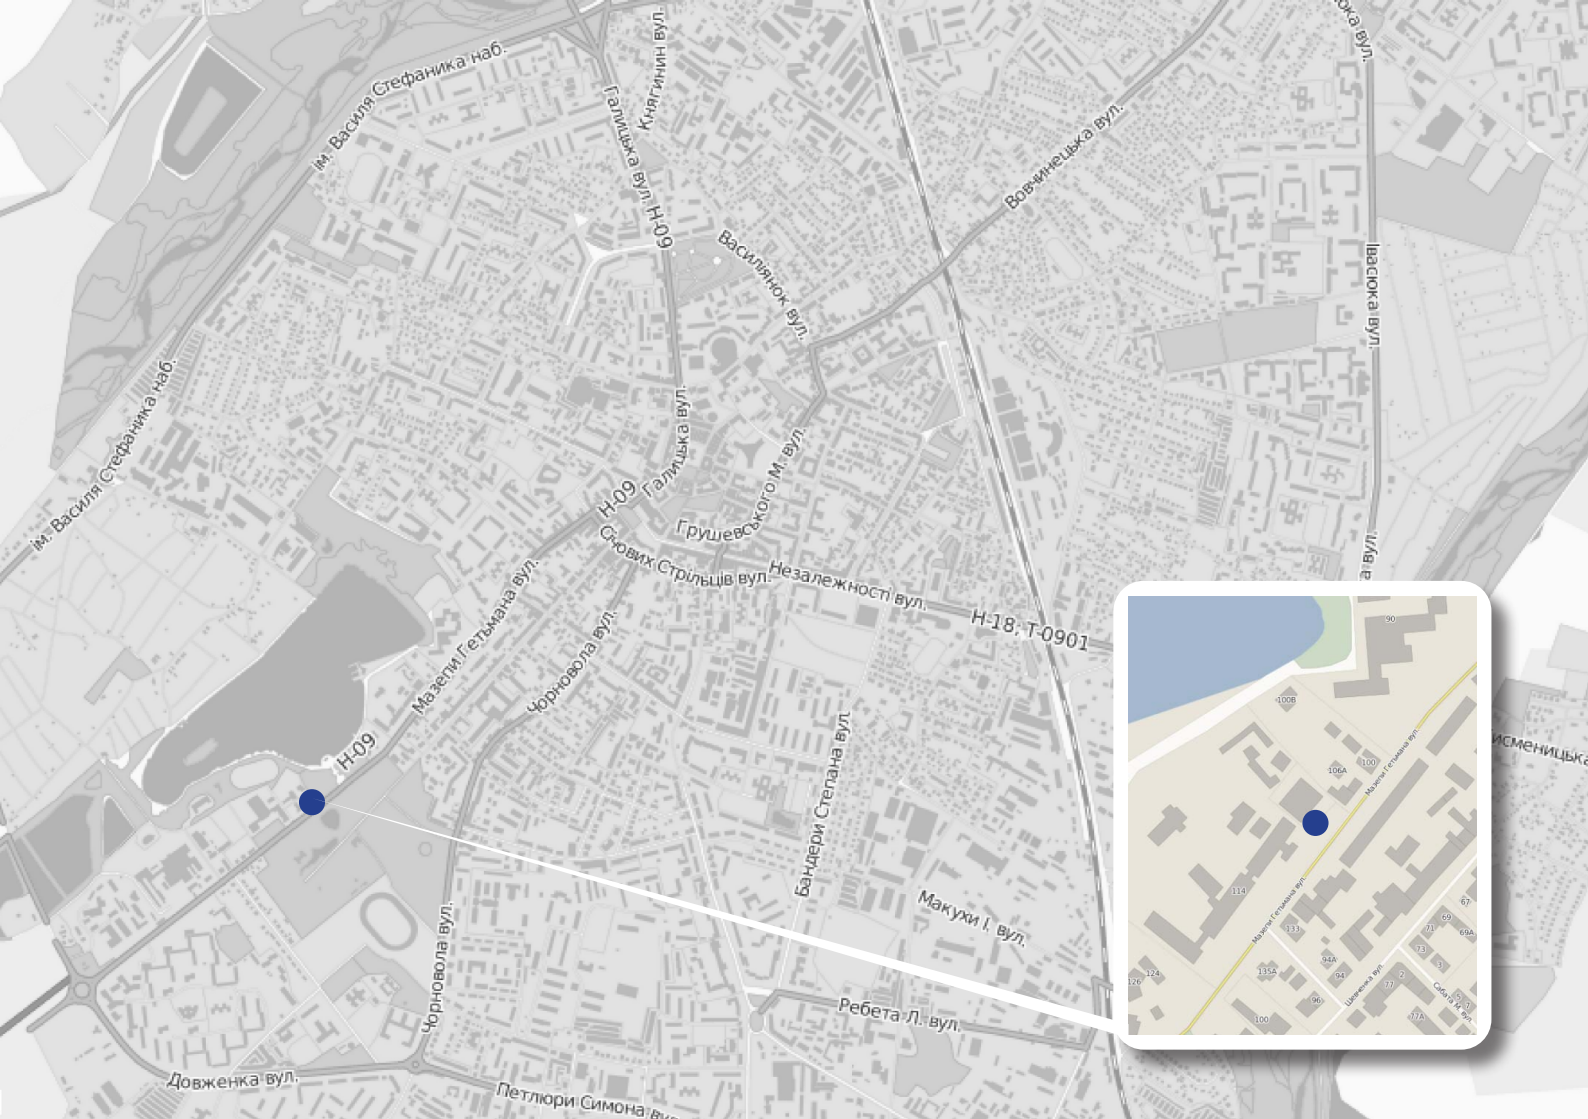 Княгинин вул.
ім. Василя Стефаника наб.
Галицька вул.
Н-09
Вовчинецька вул.
Василіянок вул.
Івасюка вул.
ім. Василя Стефаника наб.
Галицька вул.
Н-09
Грушевського М. вул.
Січових Стрільців вул.
Незалежності вул.
Н-18, Т-0901
а вул.
Мазепи Гетьмана вул.
Чорновола вул.
Н-09
Бандери Степана вул.
Макухи І. вул.
Чорновола вул.
Ребета Л. вул.
Довженка вул.
Петлюри Симона вул.
исменицька
90
100В
100
106А
Мазепи Гетьмана вул.
114
Мазепи Гетьмана вул.
133
67
69
69А
71
73
94А
94
135А
124
126
2
77
96
100
77А
Шевченка вул.
Сабата М. вул.